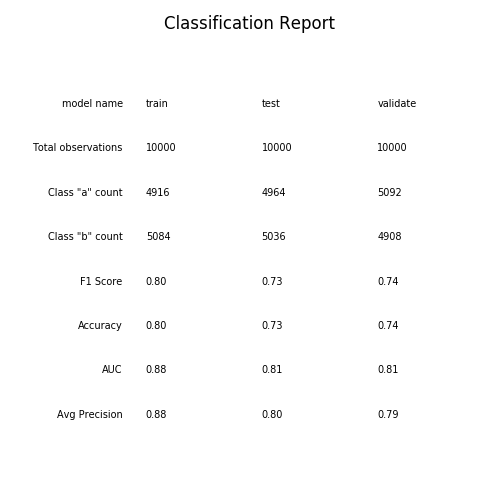 Classification Report
model name train test validate
Total observations 10000 10000 10000
Class "a" count 4916 4964 5092
Class "b" count 5084 5036 4908
F1 Score 0.80 0.73 0.74
Accuracy 0.80 0.73 0.74
AUC 0.88 0.81 0.81
Avg Precision 0.88 0.80 0.79